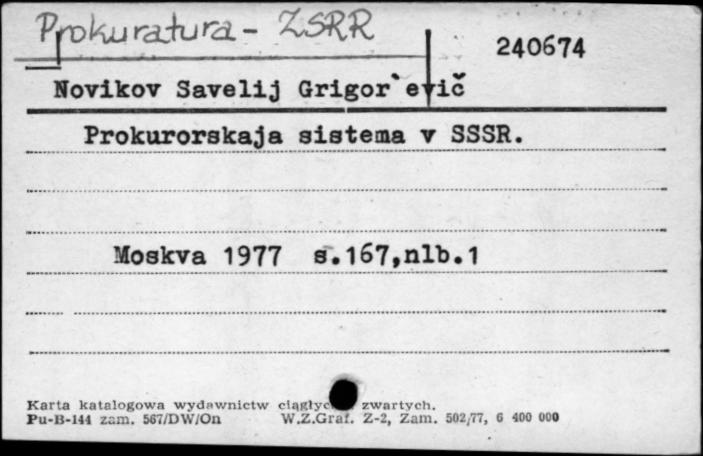 Prokuratura - ZSRR
240674
Novikov Savelij Grigor`evič
Prokurorskaja sistema v SSSR.
Moskva 1977 s.167,nlb.1
Karta katalogowa wydawnictw zwartych.
Pu-B-144 zam. 567/DW/On W.Z.Graf. Z-2, Zam. 502/77, 6 400 000